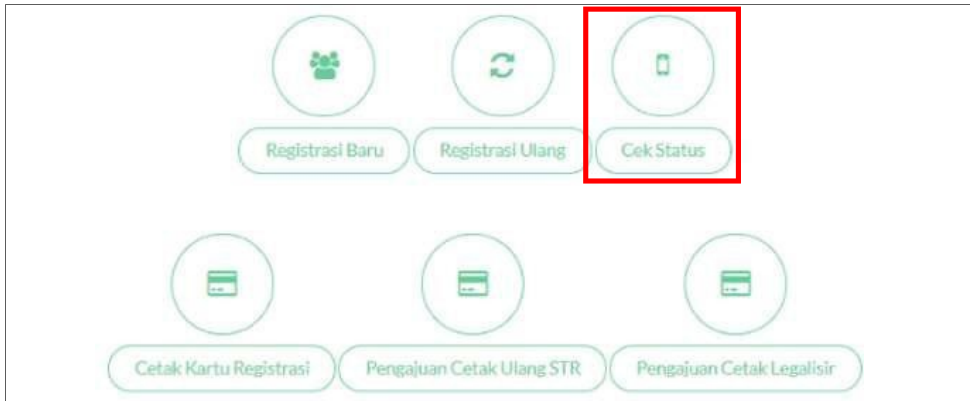 Registrasi Baru
Registrasi Ulang
Cek Status
Cetak Kartu Registrasi
Pengajuan Cetak Ulang STR
Pengajuan Cetak Legalisir